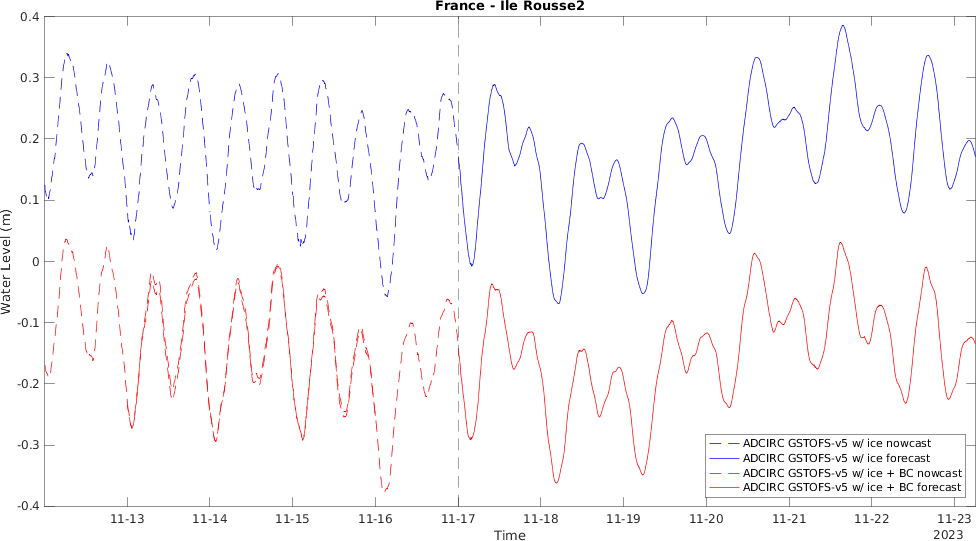 France - Ile Rousse2
0.4
0.3
0.2
0.1
0
-0.1
-0.2
-0.3
-0.4
Water Level (m)
ADCIRC GSTOFS-v5 w/ ice nowcast
ADCIRC GSTOFS-v5 w/ ice forecast
ADCIRC GSTOFS-v5 w/ ice + BC nowcast
ADCIRC GSTOFS-v5 w/ ice + BC forecast
11-13 11-14 11-15 11-16 11-17 11-18 11-19 11-20 11-21 11-22 11-23
Time
2023